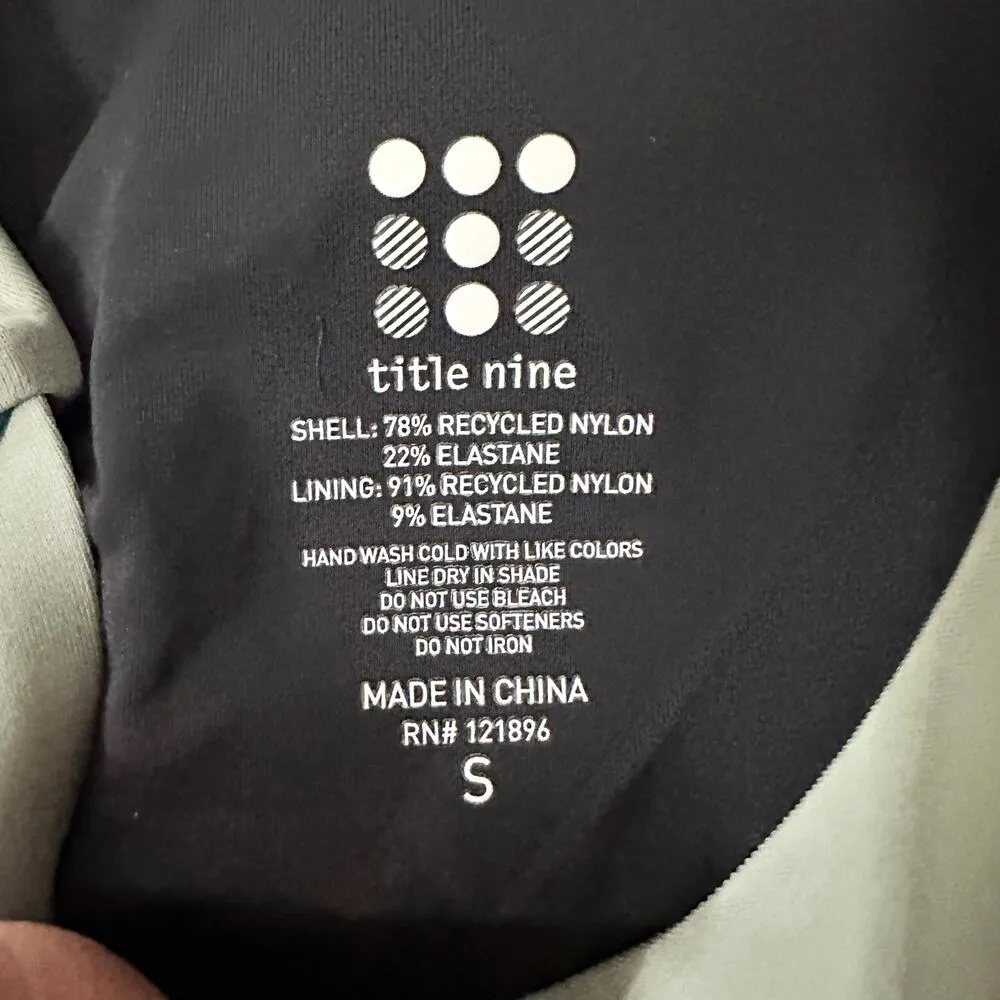 title nine
SHELL: 78% RECYCLED NYLON
22% ELASTANE
LINING: 91% RECYCLED NYLON
9% ELASTANE
HAND WASH COLD WITH LIKE COLORS
LINE DRY IN SHADE
DO NOT USE BLEACH
DO NOT USE SOFTENERS
DO NOT IRON
MADE IN CHINA
RN# 121896
S